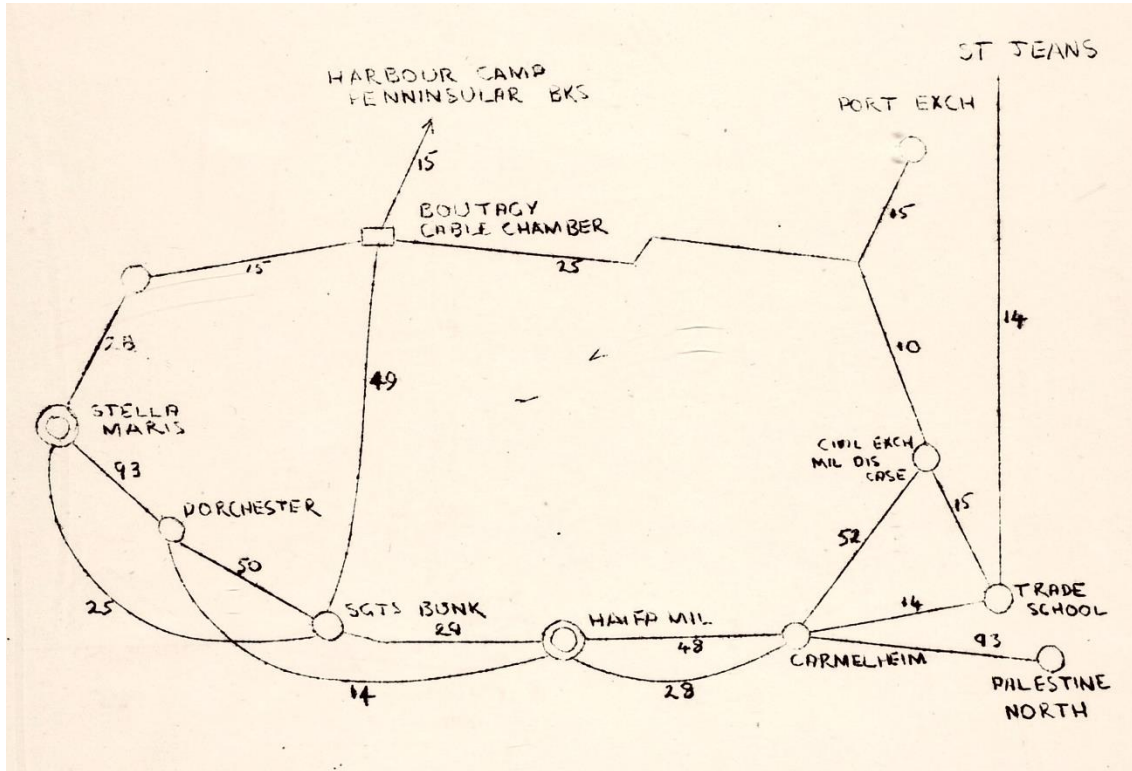 ST JEANS
HARBOUR CAMP
PENNINSULAR BKS
PORT EXCH
15
BOUTAGY
CABLE CHAMBER
15
15
25
28
14
10
49
STELLA
MARIS
CIVIL EXCH
MIL DIS
CASE
93
DORCHESTER
15
52
50
TRADE
SCHOOL
25
SGTS BUNK
HAIFA MIL
14
29
48
93
CARMELHEIM
14
28
PALESTINE
NORTH